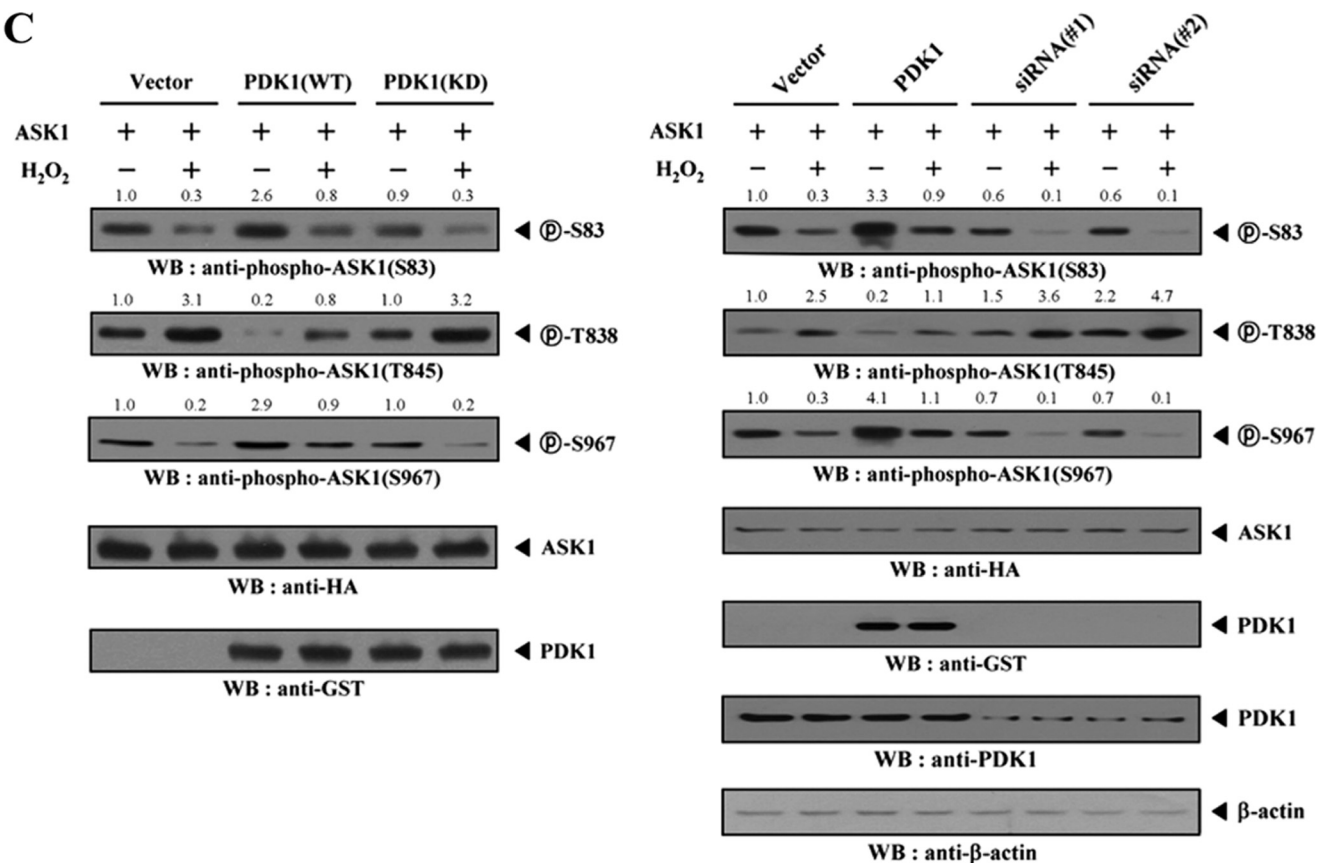 C
Vector PDK1(WT) PDK1(KD)
ASK1 + + + + + +
H₂O₂ − + − + − +
1.0 0.3 2.6 0.8 0.9 0.3
ⓟ-S83
WB : anti-phospho-ASK1(S83)
1.0 3.1 0.2 0.8 1.0 3.2
ⓟ-T838
WB : anti-phospho-ASK1(T845)
1.0 0.2 2.9 0.9 1.0 0.2
ⓟ-S967
WB : anti-phospho-ASK1(S967)
ASK1
WB : anti-HA
PDK1
WB : anti-GST
Vector PDK1 siRNA(#1) siRNA(#2)
ASK1 + + + + + + + +
H₂O₂ − + − + − + − +
1.0 0.3 3.3 0.9 0.6 0.1 0.6 0.1
ⓟ-S83
WB : anti-phospho-ASK1(S83)
1.0 2.5 0.2 1.1 1.5 3.6 2.2 4.7
ⓟ-T838
WB : anti-phospho-ASK1(T845)
1.0 0.3 4.1 1.1 0.7 0.1 0.7 0.1
ⓟ-S967
WB : anti-phospho-ASK1(S967)
ASK1
WB : anti-HA
PDK1
WB : anti-GST
PDK1
WB : anti-PDK1
β-actin
WB : anti-β-actin